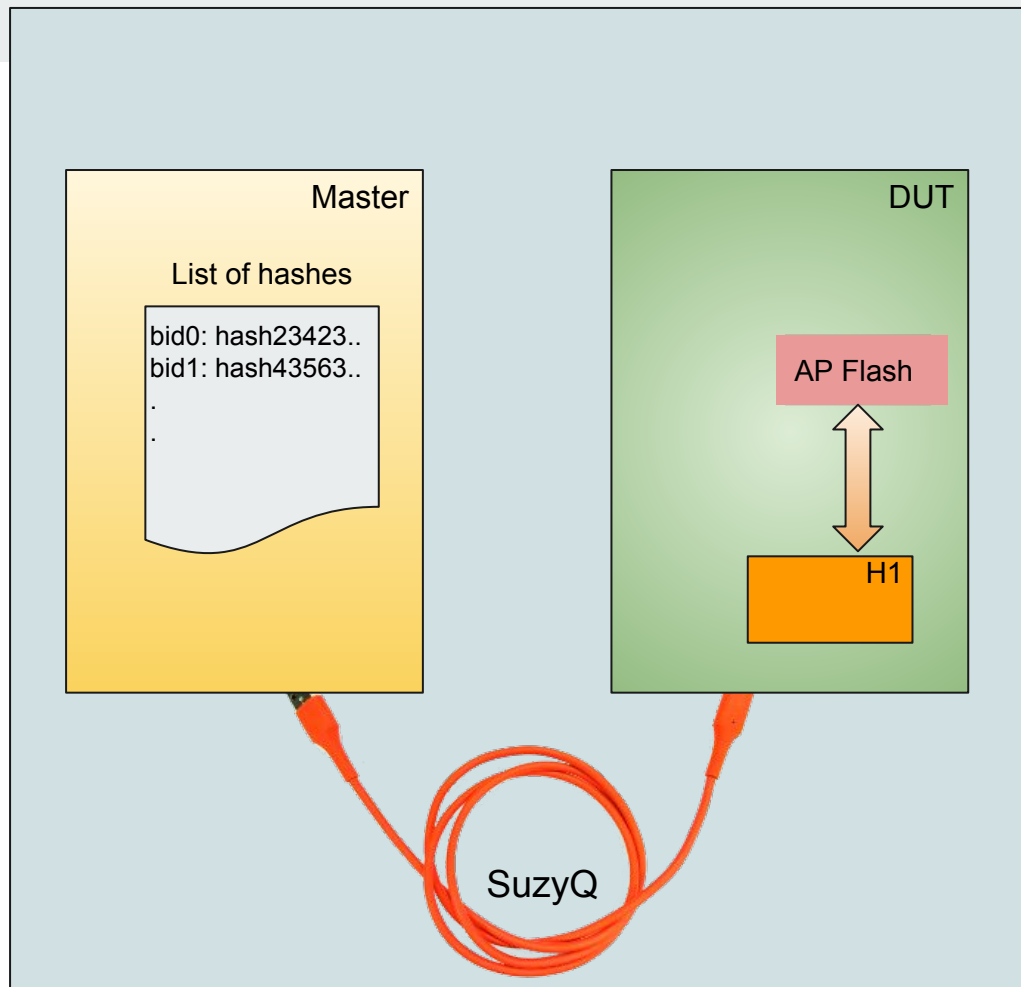 Master
List of hashes
bid0: hash23423..
bid1: hash43563..
.
.
DUT
AP Flash
H1
SuzyQ